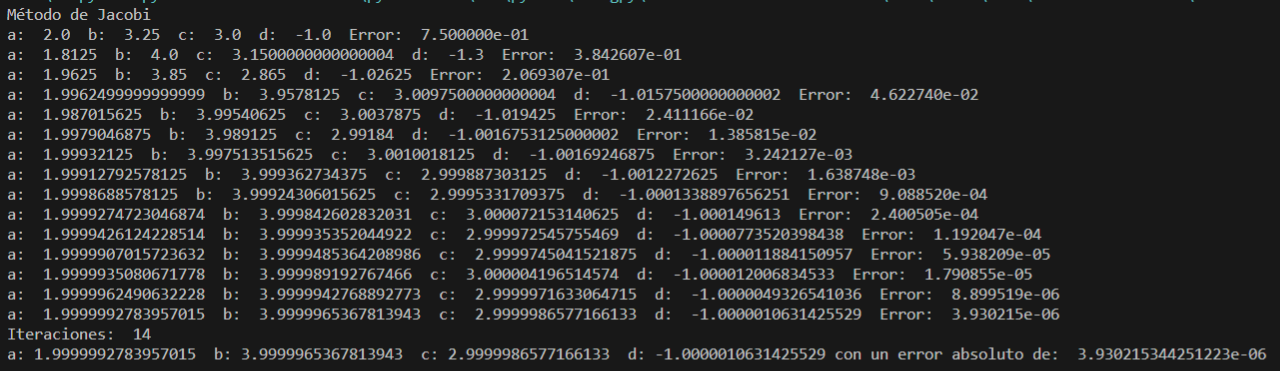 Método de Jacobi
a:  2.0  b:  3.25  c:  3.0  d:  -1.0  Error:  7.500000e-01
a:  1.8125  b:  4.0  c:  3.1500000000000004  d:  -1.3  Error:  3.842607e-01
a:  1.9625  b:  3.85  c:  2.865  d:  -1.02625  Error:  2.069307e-01
a:  1.9962499999999999  b:  3.9578125  c:  3.0097500000000004  d:  -1.0157500000000002  Error:  4.622740e-02
a:  1.987015625  b:  3.99540625  c:  3.0037875  d:  -1.019425  Error:  2.411166e-02
a:  1.9979046875  b:  3.989125  c:  2.99184  d:  -1.0016753125000002  Error:  1.385815e-02
a:  1.99932125  b:  3.997513515625  c:  3.0010018125  d:  -1.00169246875  Error:  3.242127e-03
a:  1.99912792578125  b:  3.999362734375  c:  2.999887303125  d:  -1.0012272625  Error:  1.638748e-03
a:  1.9998688578125  b:  3.99924306015625  c:  2.9995331709375  d:  -1.0001338897656251  Error:  9.088520e-04
a:  1.9999274723046874  b:  3.999842602832031  c:  3.000072153140625  d:  -1.000149613  Error:  2.400505e-04
a:  1.9999426124228514  b:  3.999935352044922  c:  2.999972545755469  d:  -1.0000773520398438  Error:  1.192047e-04
a:  1.9999907015723632  b:  3.9999485364208986  c:  2.9999745041521875  d:  -1.000011884150957  Error:  5.938209e-05
a:  1.9999935080671778  b:  3.999989192767466  c:  3.000004196514574  d:  -1.000012006834533  Error:  1.790855e-05
a:  1.9999962490632228  b:  3.9999942768892773  c:  2.9999971633064715  d:  -1.0000049326541036  Error:  8.899519e-06
a:  1.9999992783957015  b:  3.9999965367813943  c:  2.9999986577166133  d:  -1.0000010631425529  Error:  3.930215e-06
Iteraciones:  14
a: 1.9999992783957015  b: 3.9999965367813943  c: 2.9999986577166133  d: -1.0000010631425529 con un error absoluto de:  3.930215344251223e-06